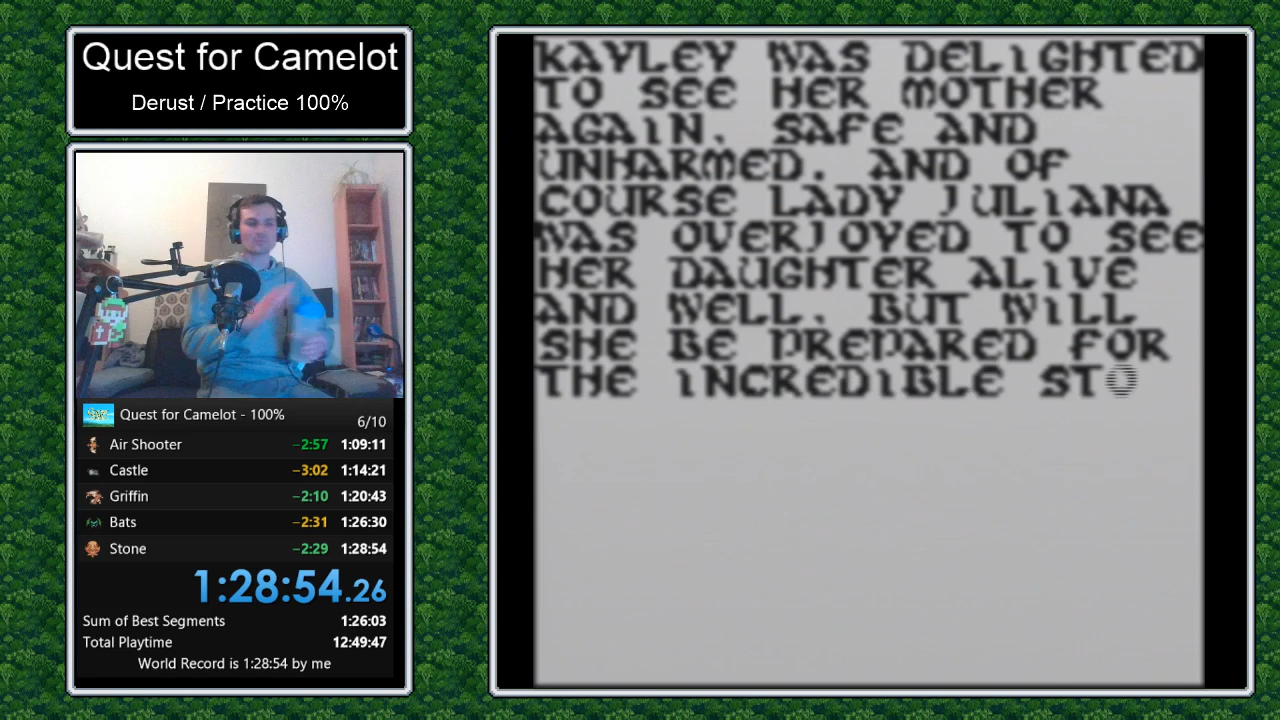 Quest for Camelot
Derust / Practice 100%
Quest for Camelot - 100%
6/10
Air Shooter -2:57 1:09:11
Castle -3:02 1:14:21
Griffin -2:10 1:20:43
Bats -2:31 1:26:30
Stone -2:29 1:28:54
1:28:54.26
Sum of Best Segments 1:26:03
Total Playtime 12:49:47
World Record is 1:28:54 by me
KAYLEY WAS DELIGHTED
TO SEE HER MOTHER
AGAIN, SAFE AND
UNHARMED. AND OF
COURSE LADY JULIANA
WAS OVERJOYED TO SEE
HER DAUGHTER ALIVE
AND WELL. BUT WILL
SHE BE PREPARED FOR
THE INCREDIBLE STO